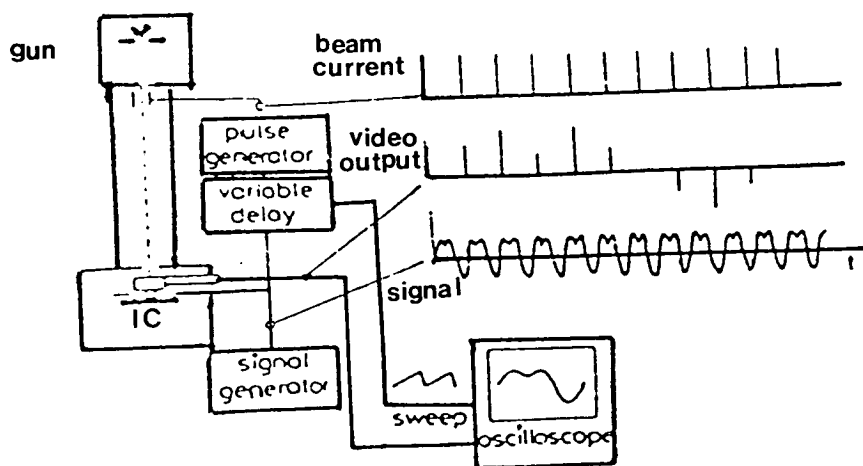 gun
beam
current
pulse
generator
video
output
variable
delay
signal
t
IC
signal
generator
sweep
oscilloscope